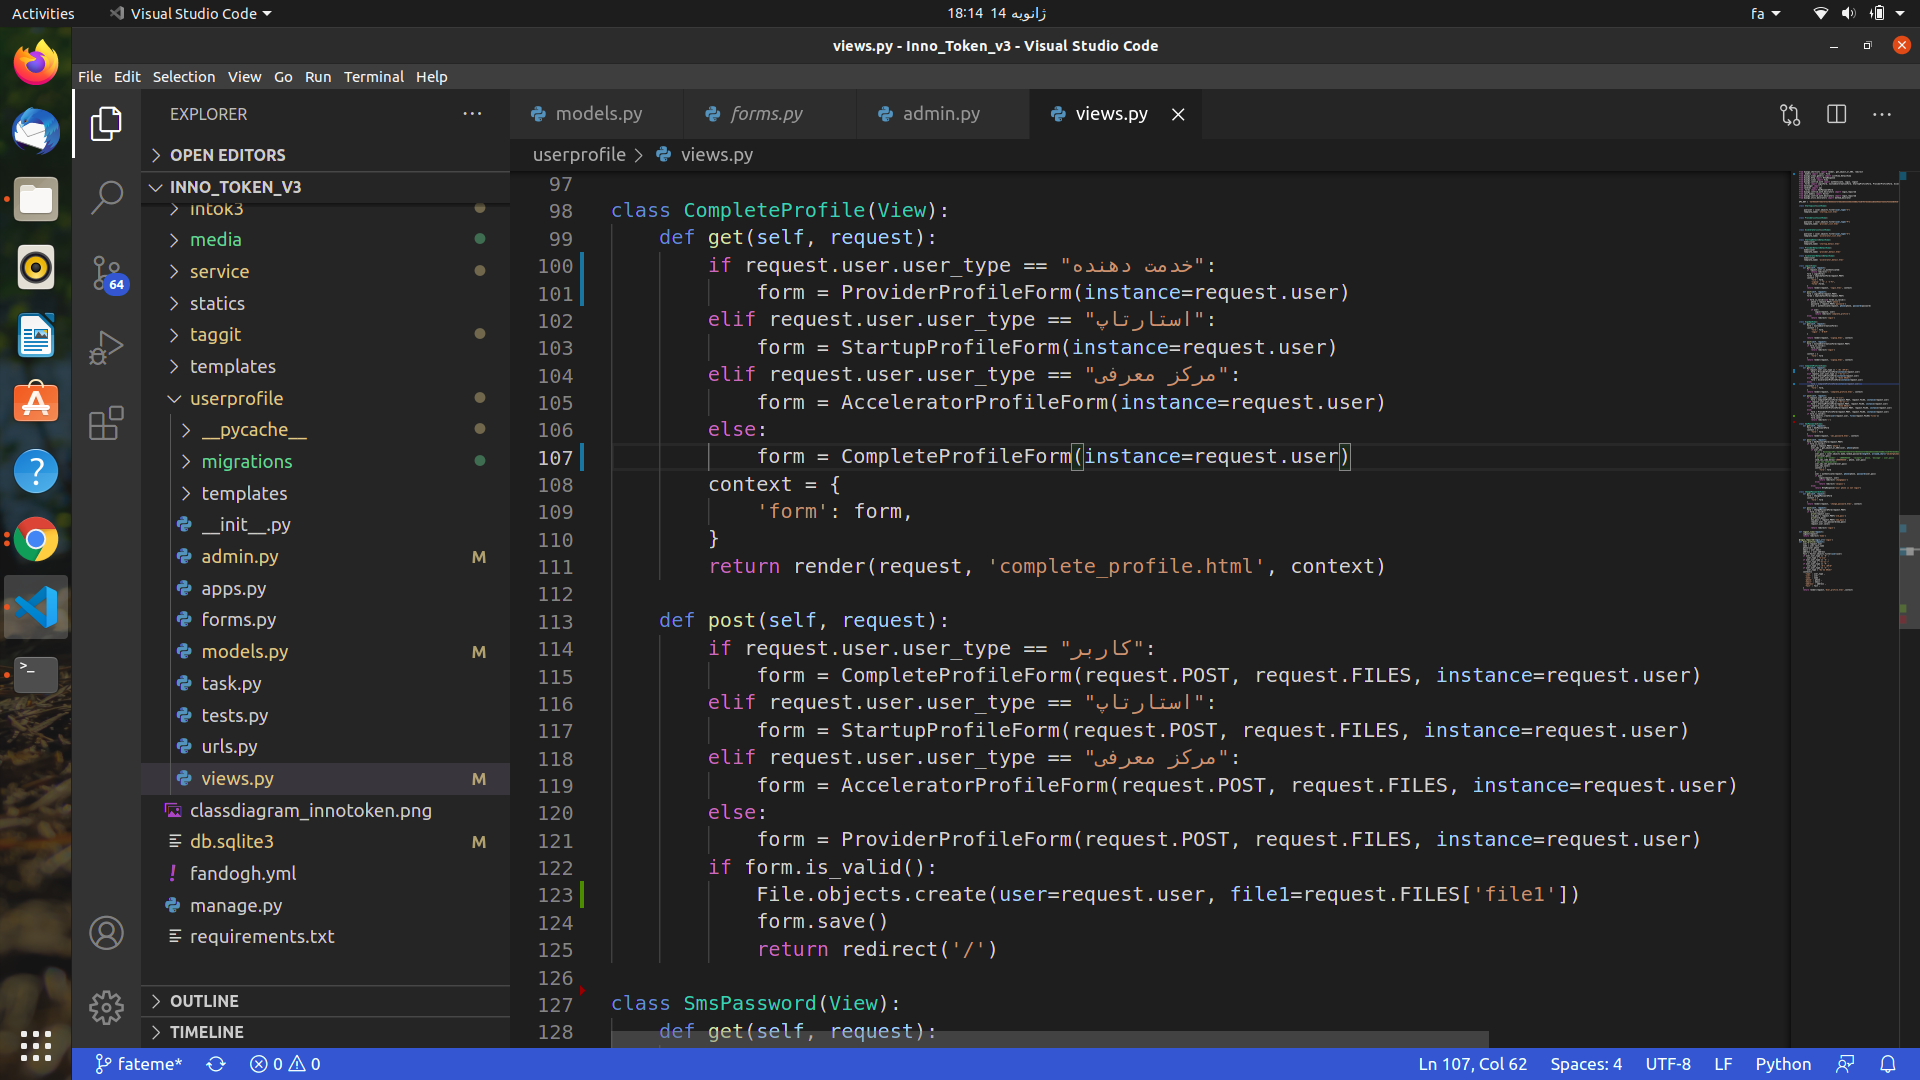 Activities
Visual Studio Code
ژانویه 14 18:14
fa
views.py - Inno_Token_v3 - Visual Studio Code
File Edit Selection View Go Run Terminal Help
EXPLORER
OPEN EDITORS
INNO_TOKEN_V3
intok3
media
service
statics
taggit
templates
userprofile
__pycache__
migrations
templates
__init__.py
admin.py M
apps.py
forms.py
models.py M
task.py
tests.py
urls.py
views.py M
classdiagram_innotoken.png
db.sqlite3 M
fandogh.yml
manage.py
requirements.txt
OUTLINE
TIMELINE
64
models.py forms.py admin.py views.py
userprofile > views.py
97
98 class CompleteProfile(View):
99 def get(self, request):
100 if request.user.user_type == "خدمت دهنده":
101 form = ProviderProfileForm(instance=request.user)
102 elif request.user.user_type == "استارتاپ":
103 form = StartupProfileForm(instance=request.user)
104 elif request.user.user_type == "مرکز معرفی":
105 form = AcceleratorProfileForm(instance=request.user)
106 else:
107 form = CompleteProfileForm(instance=request.user)
108 context = {
109 'form': form,
110 }
111 return render(request, 'complete_profile.html', context)
112
113 def post(self, request):
114 if request.user.user_type == "کاربر":
115 form = CompleteProfileForm(request.POST, request.FILES, instance=request.user)
116 elif request.user.user_type == "استارتاپ":
117 form = StartupProfileForm(request.POST, request.FILES, instance=request.user)
118 elif request.user.user_type == "مرکز معرفی":
119 form = AcceleratorProfileForm(request.POST, request.FILES, instance=request.user)
120 else:
121 form = ProviderProfileForm(request.POST, request.FILES, instance=request.user)
122 if form.is_valid():
123 File.objects.create(user=request.user, file1=request.FILES['file1'])
124 form.save()
125 return redirect('/')
126
127 class SmsPassword(View):
128 def get(self, request):
fateme* 0 0
Ln 107, Col 62 Spaces: 4 UTF-8 LF Python